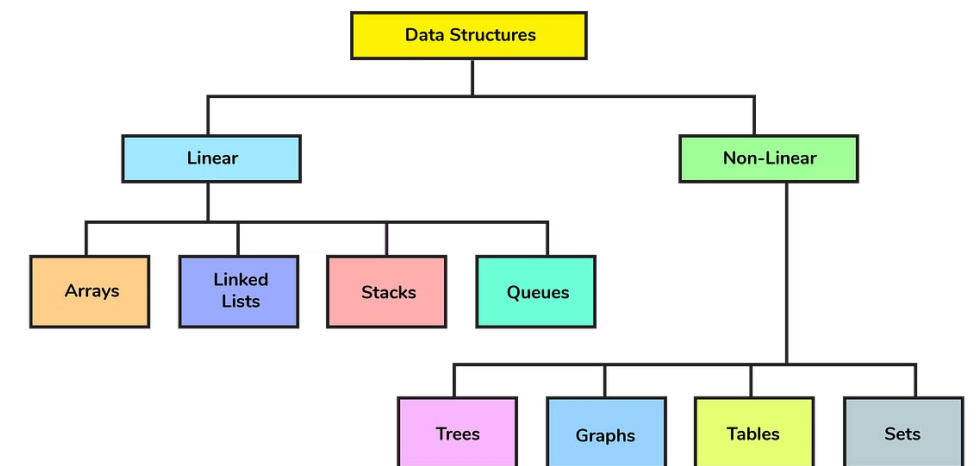 Data Structures
Linear
Non-Linear
Arrays
Linked
Lists
Stacks
Queues
Trees
Graphs
Tables
Sets